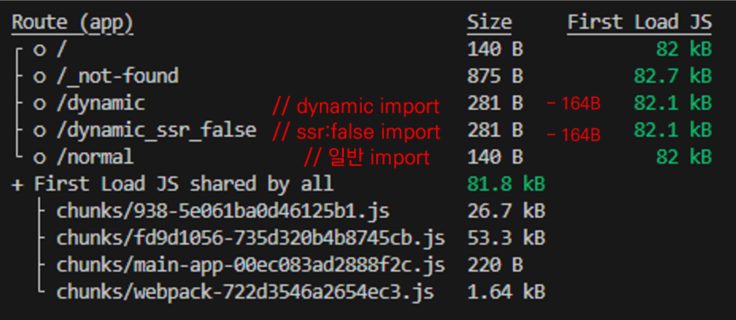 Route (app) Size First Load JS
┌ ○ / 140 B 82 kB
├ ○ /_not-found 875 B 82.7 kB
├ ○ /dynamic // dynamic import 281 B - 164B 82.1 kB
├ ○ /dynamic_ssr_false // ssr:false import 281 B - 164B 82.1 kB
└ ○ /normal // 일반 import 140 B 82 kB
+ First Load JS shared by all 81.8 kB
├ chunks/938-5e061ba0d46125b1.js 26.7 kB
├ chunks/fd9d1056-735d320b4b8745cb.js 53.3 kB
├ chunks/main-app-00ec083ad2888f2c.js 220 B
└ chunks/webpack-722d3546a2654ec3.js 1.64 kB